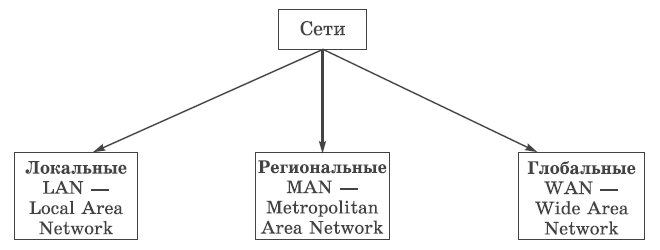 Сети
Локальные
LAN —
Local Area
Network
Региональные
MAN —
Metropolitan
Area Network
Глобальные
WAN —
Wide Area
Network